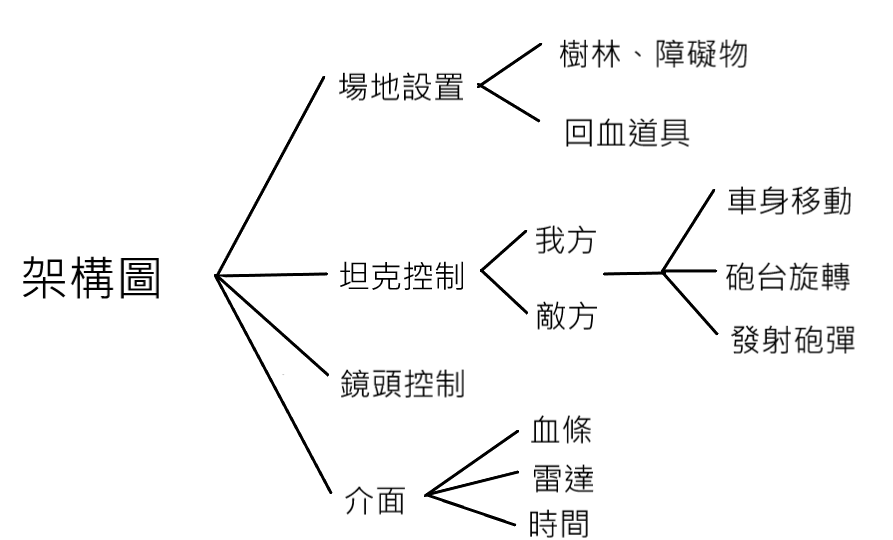 架構圖
場地設置
樹林、障礙物
回血道具
坦克控制
我方
敵方
車身移動
砲台旋轉
發射砲彈
鏡頭控制
介面
血條
雷達
時間